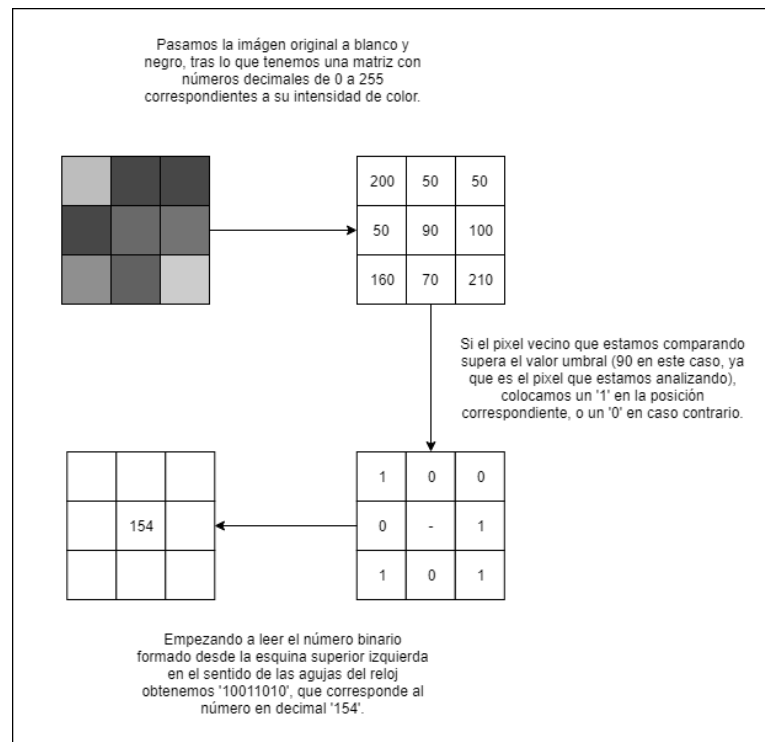 Pasamos la imágen original a blanco y
negro, tras lo que tenemos una matriz con
números decimales de 0 a 255
correspondientes a su intensidad de color.
200 50 50
50 90 100
160 70 210
Si el pixel vecino que estamos comparando
supera el valor umbral (90 en este caso, ya
que es el pixel que estamos analizando),
colocamos un '1' en la posición
correspondiente, o un '0' en caso contrario.
1 0 0
0 - 1
1 0 1
154
Empezando a leer el número binario
formado desde la esquina superior izquierda
en el sentido de las agujas del reloj
obtenemos '10011010', que corresponde al
número en decimal '154'.